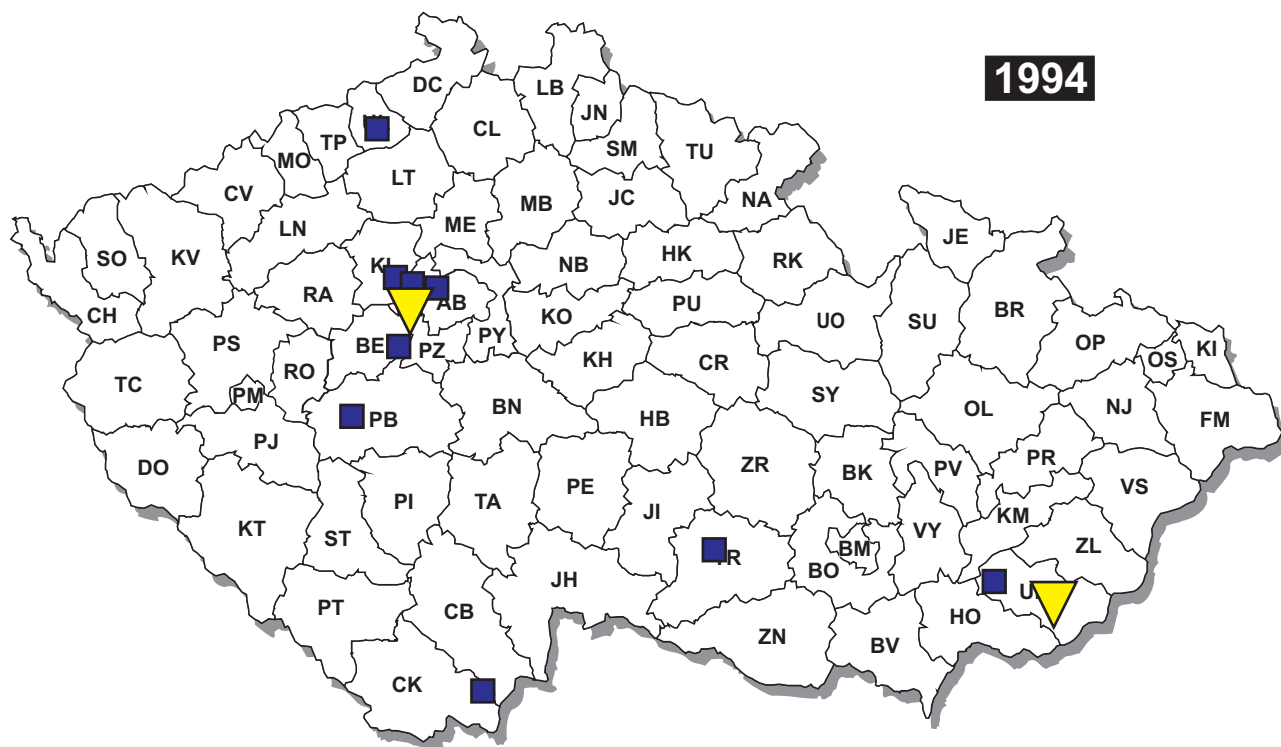 1994
DC
LB
JN
CL
TP
MO
SM
TU
CV
LT
MB
JC
NA
ME
LN
SO
KV
JE
NB
HK
RK
RA
AB
BR
CH
KO
PU
UO
SU
PS
PY
BE
PZ
OP
KI
OS
RO
KH
CR
TC
PM
SY
BN
OL
NJ
PB
HB
FM
PJ
DO
ZR
PR
BK
PV
PE
VS
TA
PI
JI
KM
KT
ST
VY
ZL
BM
BO
JH
PT
CB
HO
ZN
BV
CK